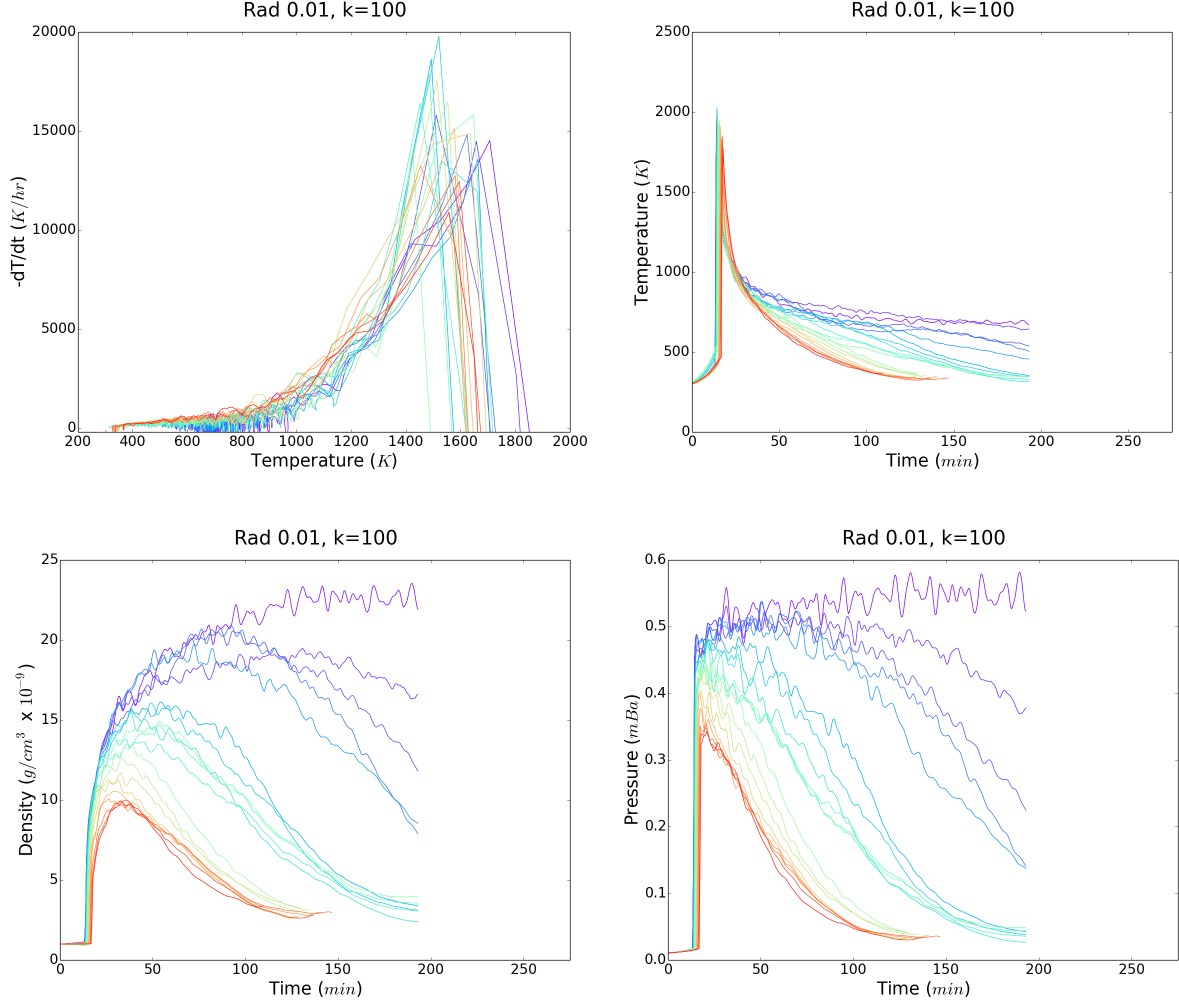 Rad 0.01, k=100
20000
15000
10000
5000
0
-dT/dt (K/hr)
200 400 600 800 1000 1200 1400 1600 1800 2000
Temperature (K)
Rad 0.01, k=100
2500
2000
1500
1000
500
0
Temperature (K)
0 50 100 150 200 250
Time (min)
Rad 0.01, k=100
25
20
15
10
5
0
Density (g/cm³ x 10⁻⁹ )
0 50 100 150 200 250
Time (min)
Rad 0.01, k=100
0.6
0.5
0.4
0.3
0.2
0.1
0.0
Pressure (mBa)
0 50 100 150 200 250
Time (min)